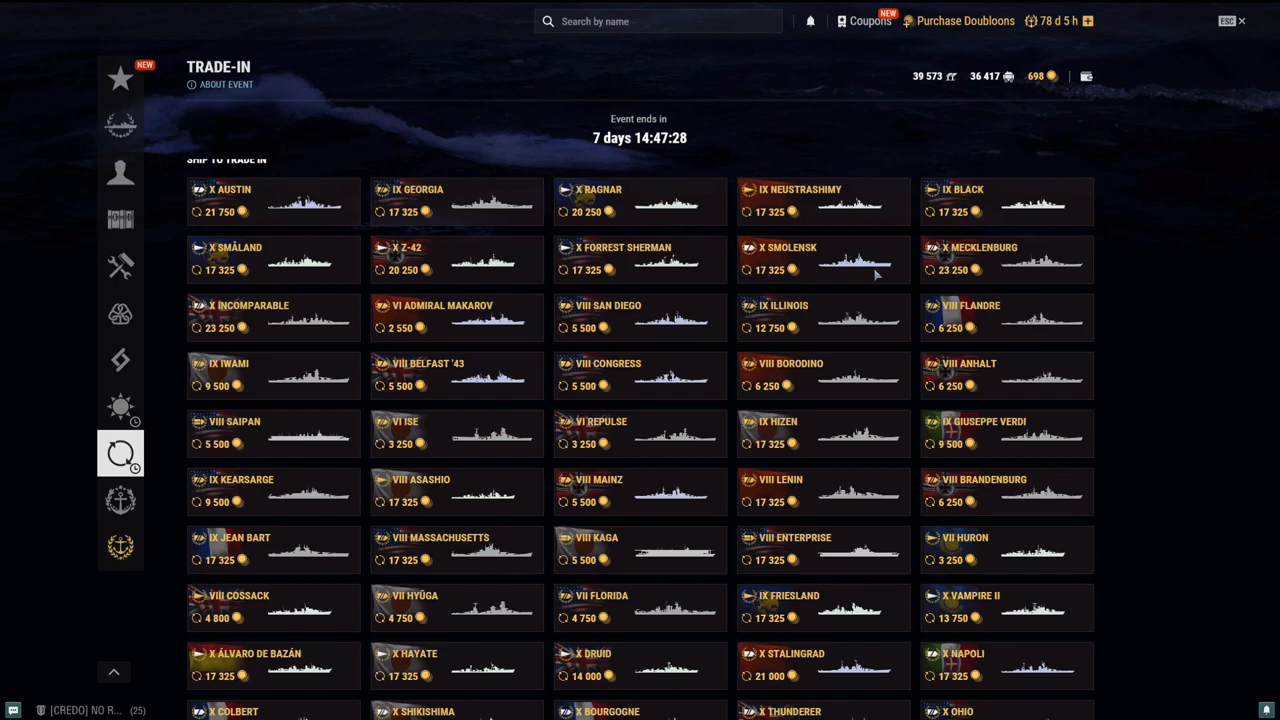 Search by name
NEW
Coupons
Purchase Doubloons
78 d 5 h
ESC
NEW
TRADE-IN
ABOUT EVENT
39 573
36 417
698
Event ends in
7 days 14:47:28
SHIP TO TRADE IN
X AUSTIN
21 750
IX GEORGIA
17 325
X RAGNAR
20 250
IX NEUSTRASHIMY
17 325
IX BLACK
17 325
X SMÅLAND
17 325
X Z-42
20 250
X FORREST SHERMAN
17 325
X SMOLENSK
17 325
X MECKLENBURG
23 250
X INCOMPARABLE
23 250
VI ADMIRAL MAKAROV
2 550
VIII SAN DIEGO
5 500
IX ILLINOIS
12 750
VIII FLANDRE
6 250
IX IWAMI
9 500
VIII BELFAST '43
5 500
VIII CONGRESS
5 500
VIII BORODINO
6 250
VIII ANHALT
6 250
VIII SAIPAN
5 500
VI ISE
3 250
VI REPULSE
3 250
IX HIZEN
17 325
IX GIUSEPPE VERDI
9 500
IX KEARSARGE
9 500
VIII ASASHIO
17 325
VIII MAINZ
5 500
VIII LENIN
17 325
VIII BRANDENBURG
6 250
IX JEAN BART
17 325
VIII MASSACHUSETTS
17 325
VIII KAGA
5 500
VIII ENTERPRISE
17 325
VII HURON
3 250
VIII COSSACK
4 800
VII HYŪGA
4 750
VII FLORIDA
4 750
IX FRIESLAND
17 325
X VAMPIRE II
13 750
X ÁLVARO DE BAZÁN
17 325
X HAYATE
17 325
X DRUID
14 000
X STALINGRAD
21 000
X NAPOLI
17 325
X COLBERT
X SHIKISHIMA
X BOURGOGNE
X THUNDERER
X OHIO
[CREDO] NO R... (25)